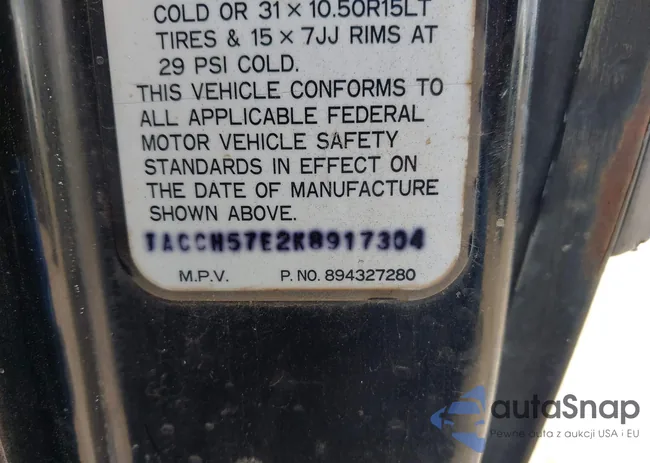 COLD OR 31 × 10.50R15LT
TIRES & 15 × 7JJ RIMS AT
29 PSI COLD.
THIS VEHICLE CONFORMS TO
ALL APPLICABLE FEDERAL
MOTOR VEHICLE SAFETY
STANDARDS IN EFFECT ON
THE DATE OF MANUFACTURE
SHOWN ABOVE.
JACCH57E2K8917304
M.P.V. P. NO. 894327280
autaSnap
Pewne auta z aukcji USA i EU